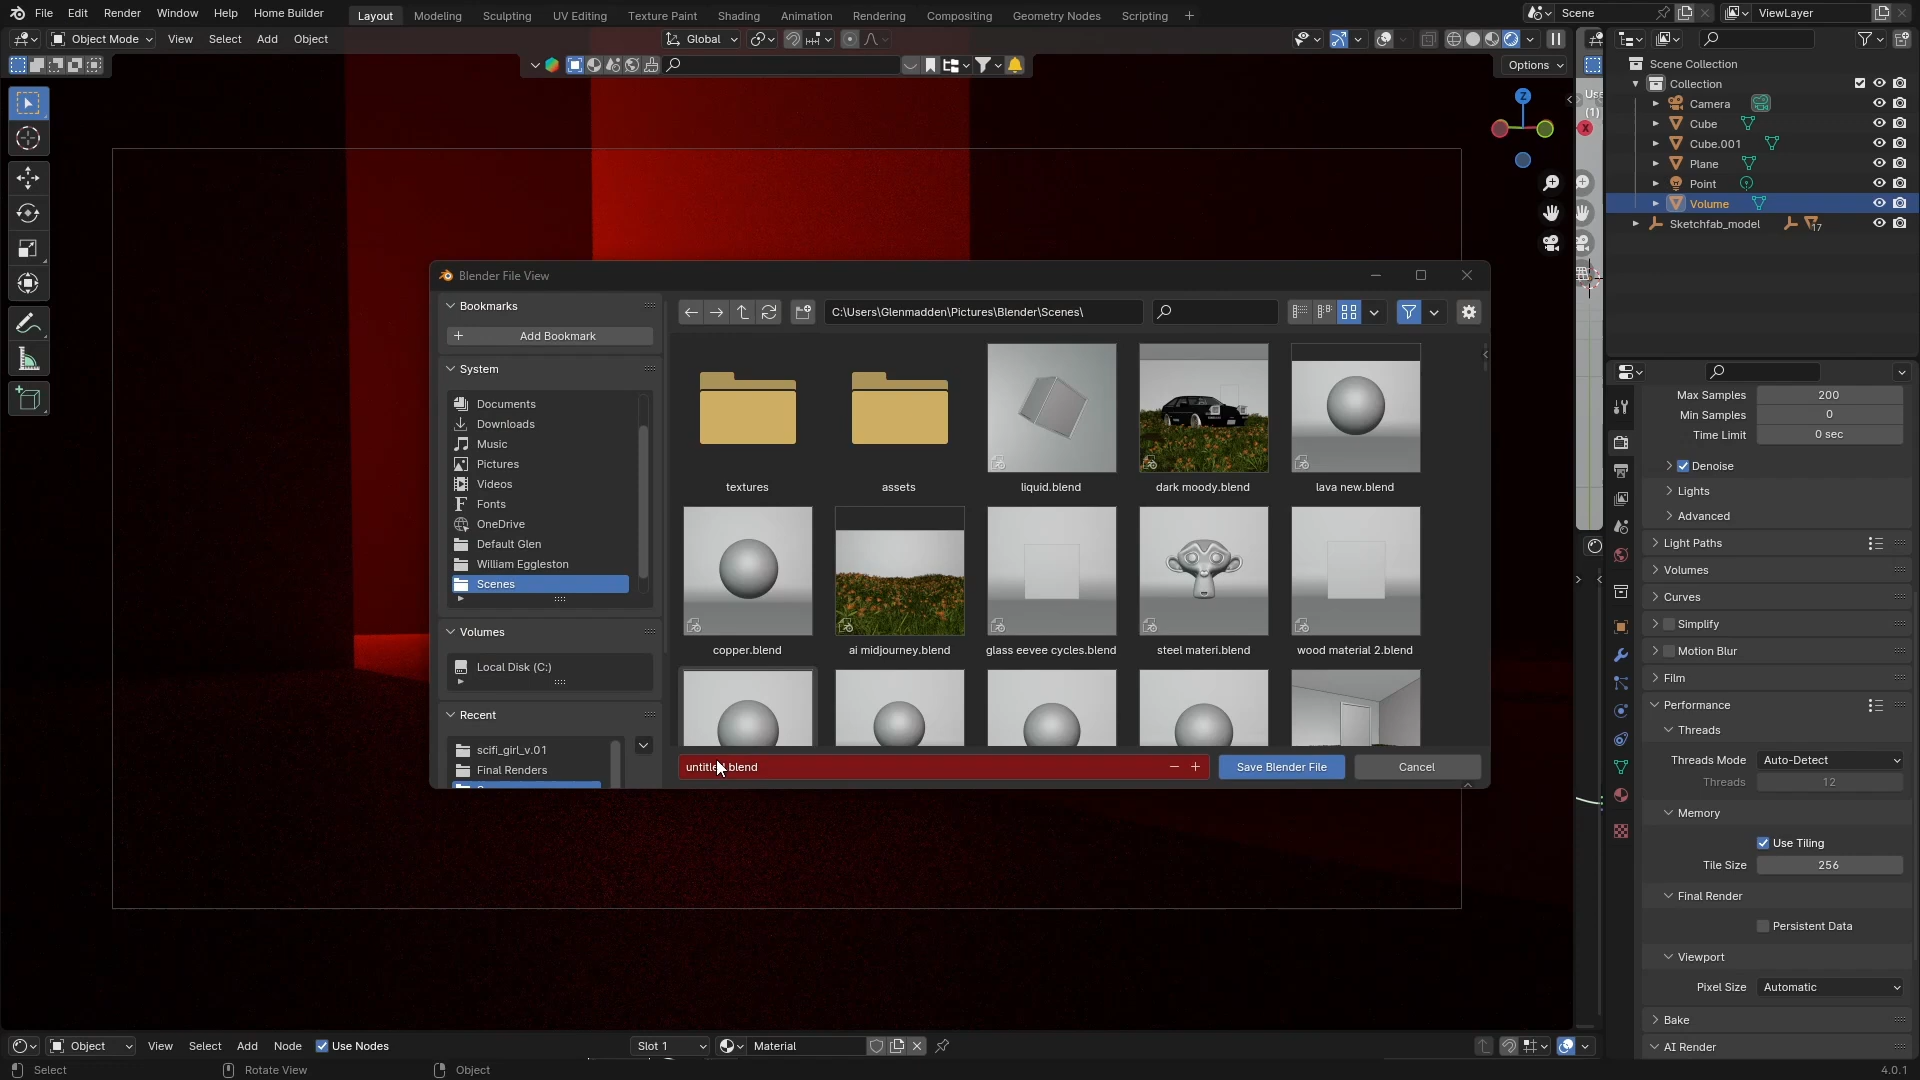 File Edit Render Window Help Home Builder Layout Modeling Sculpting UV Editing Texture Paint Shading Animation Rendering Compositing Geometry Nodes Scripting + Scene ViewLayer
Object Mode View Select Add Object Global
Options
Scene Collection
Collection
Camera
Cube
Cube.001
Plane
Point
Volume
Sketchfab_model 17
Z
X
Use
(1)
Blender File View
Bookmarks
Add Bookmark
System
Documents
Downloads
Music
Pictures
Videos
Fonts
OneDrive
Default Glen
William Eggleston
Scenes
Volumes
Local Disk (C:)
Recent
scifi_girl_v.01
Final Renders
C:\Users\Glenmadden\Pictures\Blender\Scenes\
textures assets liquid.blend dark moody.blend lava new.blend
copper.blend ai midjourney.blend glass eevee cycles.blend steel materi.blend wood material 2.blend
Save Blender File Cancel
Max Samples 200
Min Samples 0
Time Limit 0 sec
Denoise
Lights
Advanced
Light Paths
Volumes
Curves
Simplify
Motion Blur
Film
Performance
Threads
Threads Mode Auto-Detect
Threads 12
Memory
Use Tiling
Tile Size 256
Final Render
Persistent Data
Viewport
Pixel Size Automatic
Bake
AI Render
Object View Select Add Node Use Nodes Slot 1 Material
Select Rotate View Object 4.0.1